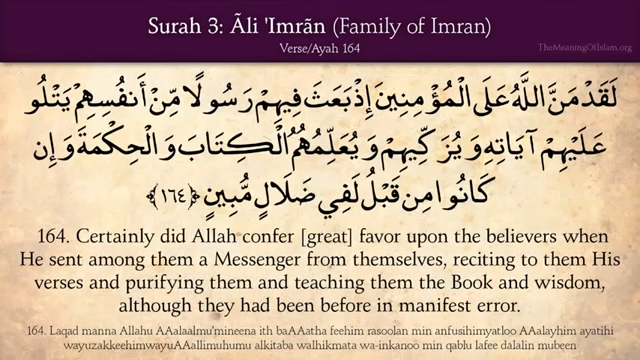 Surah 3: Ãli 'Imrãn (Family of Imran)
Verse/Ayah 164
TheMeaningOfIslam.org
لَقَدْ مَنَّ اللَّهُ عَلَى الْمُؤْمِنِينَ إِذْ بَعَثَ فِيهِمْ رَسُولًا مِّنْ أَنفُسِهِمْ يَتْلُو
عَلَيْهِمْ آيَاتِهِ وَيُزَكِّيهِمْ وَيُعَلِّمُهُمُ الْكِتَابَ وَالْحِكْمَةَ وَإِن
كَانُوا مِن قَبْلُ لَفِي ضَلَالٍ مُّبِينٍ ﴿١٦٤﴾
164. Certainly did Allah confer [great] favor upon the believers when
He sent among them a Messenger from themselves, reciting to them His
verses and purifying them and teaching them the Book and wisdom,
although they had been before in manifest error.
164. Laqad manna Allahu AAalaalmu'mineena ith baAAatha feehim rasoolan min anfusihimyatloo AAalayhim ayatihi
wayuzakkeehimwayuAAallimuhumu alkitaba walhikmata wa-inkanoo min qablu lafee dalalin mubeen